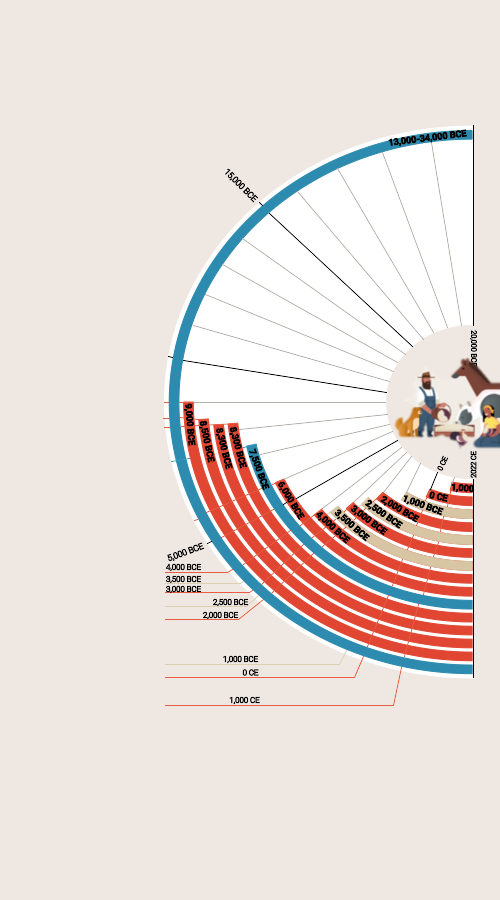 13,000-34,000 BCE
15,000 BCE
20,000 BC
9,000 BCE
8,500 BCE
8,300 BCE
8,300 BCE
7,500 BCE
6,000 BCE
4,000 BCE
3,500 BCE
3,000 BCE
2,500 BCE
2,000 BCE
1,000 BCE
0 CE
1,000
0 CE
2022 CE
5,000 BCE
4,000 BCE
3,500 BCE
3,000 BCE
2,500 BCE
2,000 BCE
1,000 BCE
0 CE
1,000 CE